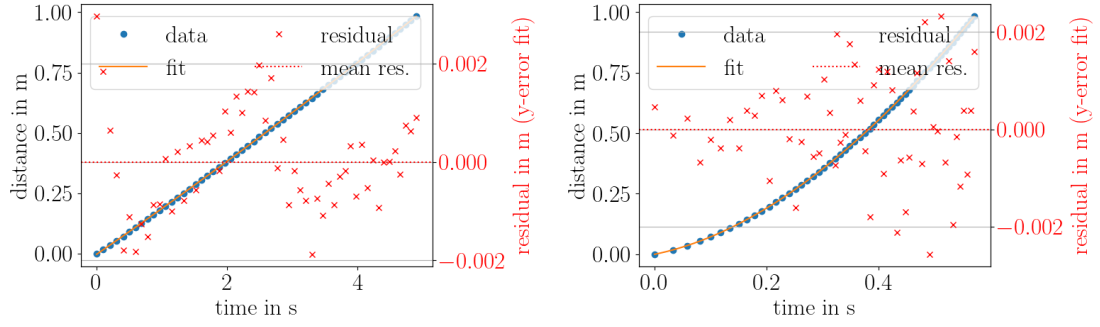 1.00
0.75
0.50
0.25
0.00
distance in m
data
residual
fit
mean res.
0.002
0.000
−0.002
residual in m (y-error fit)
0
2
4
time in s
1.00
0.75
0.50
0.25
0.00
distance in m
data
residual
fit
mean res.
0.002
0.000
−0.002
residual in m (y-error fit)
0.0
0.2
0.4
time in s